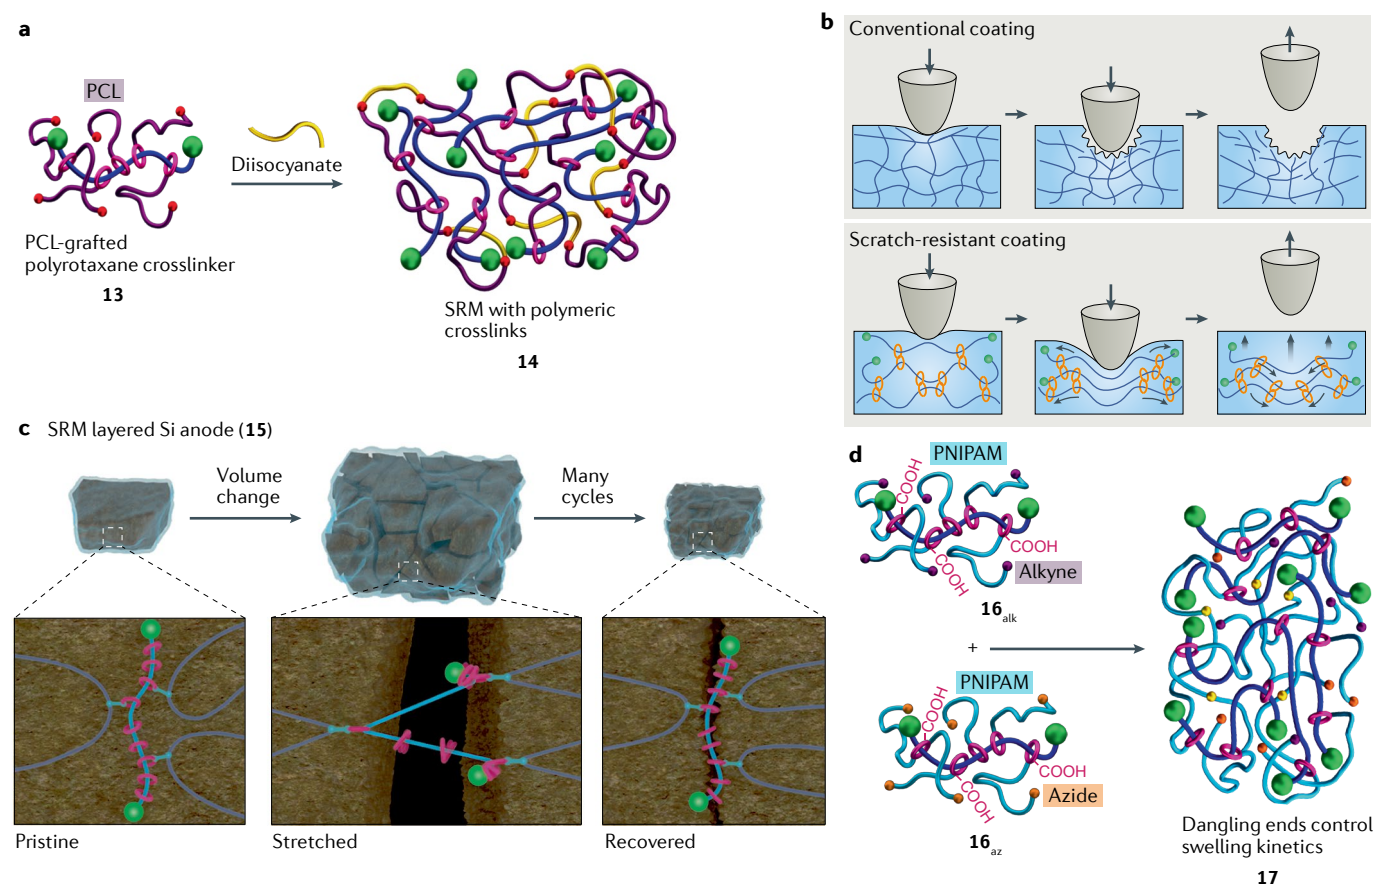 a
PCL
Diisocyanate
PCL-grafted
polyrotaxane crosslinker
13
SRM with polymeric
crosslinks
14
b
Conventional coating
Scratch-resistant coating
c SRM layered Si anode (15)
Volume
change
Many
cycles
Pristine
Stretched
Recovered
d
PNIPAM
COOH
COOH
COOH
Alkyne
16alk
+
PNIPAM
COOH
COOH
COOH
Azide
16az
Dangling ends control
swelling kinetics
17